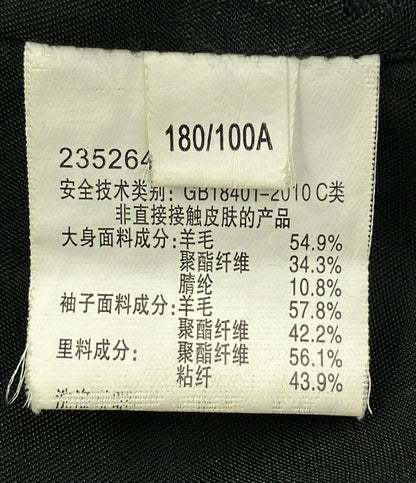 180/100A
235264
安全技术类别: GB18401-2010 C类
非直接接触皮肤的产品
大身面料成分:羊毛 54.9%
聚酯纤维 34.3%
腈纶 10.8%
袖子面料成分:羊毛 57.8%
聚酯纤维 42.2%
里料成分: 聚酯纤维 56.1%
粘纤 43.9%